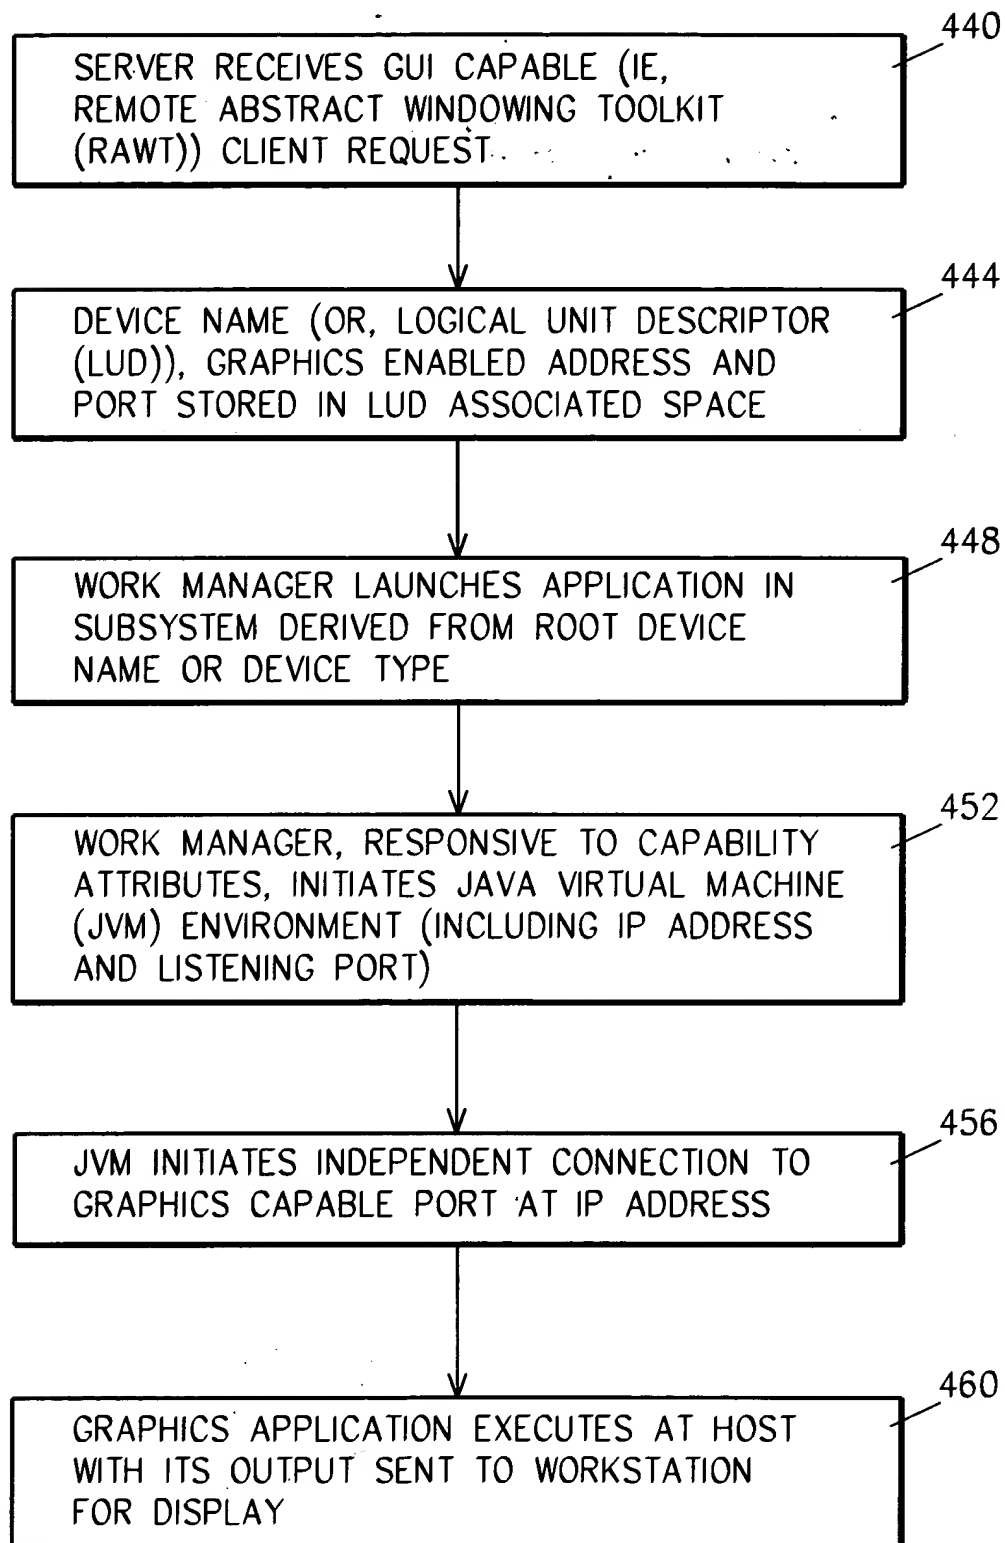 440
SERVER RECEIVES GUI CAPABLE (IE,
REMOTE ABSTRACT WINDOWING TOOLKIT
(RAWT)) CLIENT REQUEST
444
DEVICE NAME (OR, LOGICAL UNIT DESCRIPTOR
(LUD)), GRAPHICS ENABLED ADDRESS AND
PORT STORED IN LUD ASSOCIATED SPACE
448
WORK MANAGER LAUNCHES APPLICATION IN
SUBSYSTEM DERIVED FROM ROOT DEVICE
NAME OR DEVICE TYPE
452
WORK MANAGER, RESPONSIVE TO CAPABILITY
ATTRIBUTES, INITIATES JAVA VIRTUAL MACHINE
(JVM) ENVIRONMENT (INCLUDING IP ADDRESS
AND LISTENING PORT)
456
JVM INITIATES INDEPENDENT CONNECTION TO
GRAPHICS CAPABLE PORT AT IP ADDRESS
460
GRAPHICS APPLICATION EXECUTES AT HOST
WITH ITS OUTPUT SENT TO WORKSTATION
FOR DISPLAY